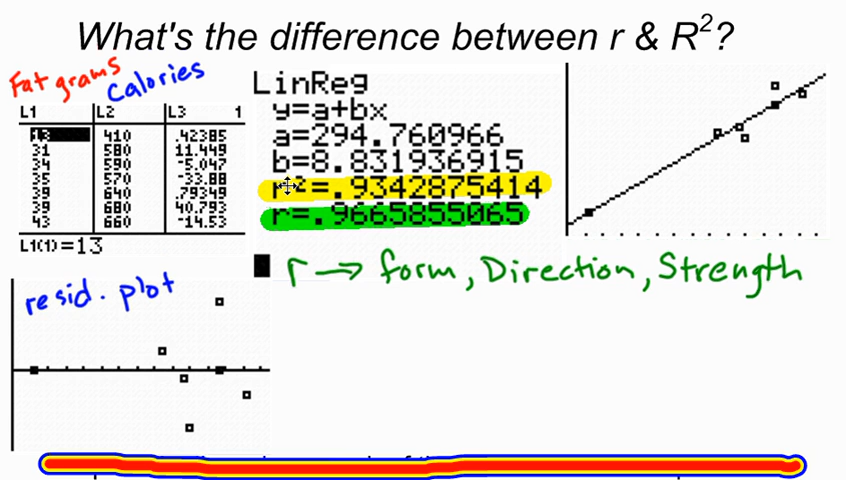 What's the difference between r & R²?
Fat grams Calories
L1 L2 L3 1
13 410 .42385
31 580 11.449
34 590 -5.047
35 570 -33.88
39 640 .79349
39 680 40.793
43 660 -14.53
L1(1)=13
LinReg
y=a+bx
a=294.760966
b=8.831936915
r²=.9342875414
r=.9665855065
r → form, Direction, Strength
resid. plot